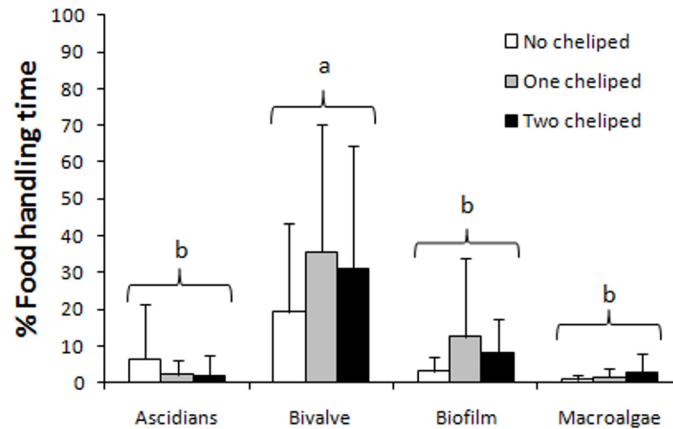 % Food handling time
100
90
80
70
60
50
40
30
20
10
0
No cheliped
One cheliped
Two cheliped
b
a
b
b
Ascidians
Bivalve
Biofilm
Macroalgae